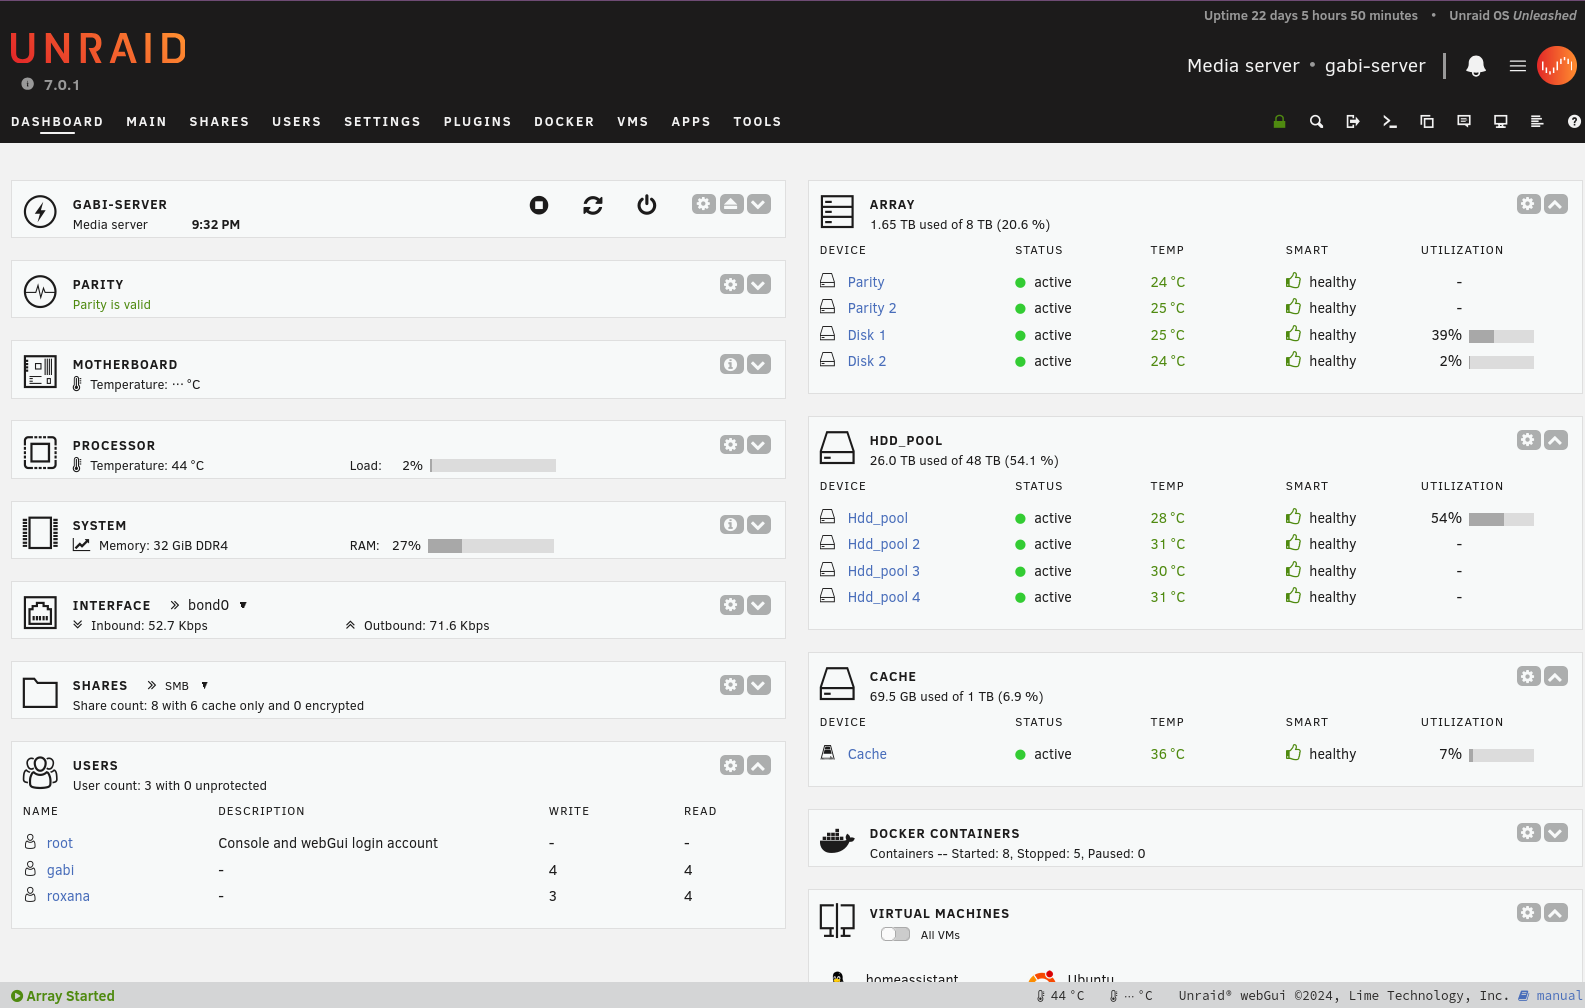 Uptime 22 days 5 hours 50 minutes • Unraid OS Unleashed
UNRAID
7.0.1
Media server • gabi-server
DASHBOARD MAIN SHARES USERS SETTINGS PLUGINS DOCKER VMS APPS TOOLS
GABI-SERVER
Media server 9:32 PM
PARITY
Parity is valid
MOTHERBOARD
Temperature: ··· °C
PROCESSOR
Temperature: 44 °C Load: 2%
SYSTEM
Memory: 32 GiB DDR4 RAM: 27%
INTERFACE » bond0
Inbound: 52.7 Kbps Outbound: 71.6 Kbps
SHARES » SMB
Share count: 8 with 6 cache only and 0 encrypted
USERS
User count: 3 with 0 unprotected
NAME DESCRIPTION WRITE READ
root Console and webGui login account - -
gabi - 4 4
roxana - 3 4
ARRAY
1.65 TB used of 8 TB (20.6 %)
DEVICE STATUS TEMP SMART UTILIZATION
Parity active 24 °C healthy -
Parity 2 active 25 °C healthy -
Disk 1 active 25 °C healthy 39%
Disk 2 active 24 °C healthy 2%
HDD_POOL
26.0 TB used of 48 TB (54.1 %)
DEVICE STATUS TEMP SMART UTILIZATION
Hdd_pool active 28 °C healthy 54%
Hdd_pool 2 active 31 °C healthy -
Hdd_pool 3 active 30 °C healthy -
Hdd_pool 4 active 31 °C healthy -
CACHE
69.5 GB used of 1 TB (6.9 %)
DEVICE STATUS TEMP SMART UTILIZATION
Cache active 36 °C healthy 7%
DOCKER CONTAINERS
Containers -- Started: 8, Stopped: 5, Paused: 0
VIRTUAL MACHINES
All VMs
homeassistant Ubuntu
Array Started 44 °C ··· °C Unraid® webGui ©2024, Lime Technology, Inc. manual